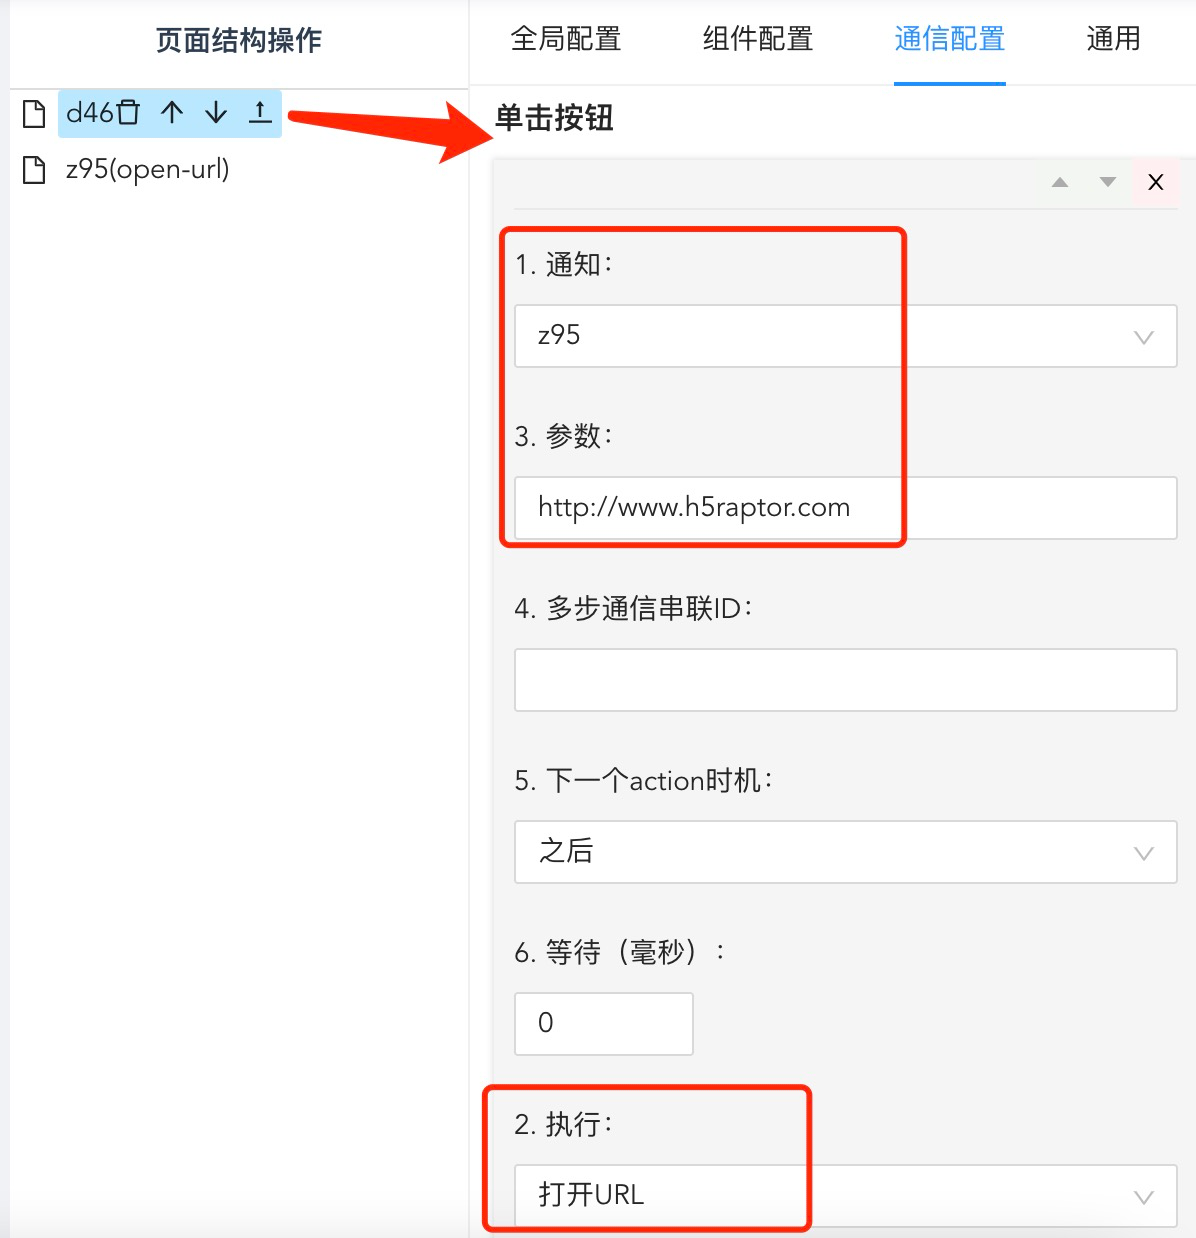 页面结构操作
全局配置
组件配置
通信配置
通用
d46
z95(open-url)
单击按钮
X
1. 通知:
z95
3. 参数:
http://www.h5raptor.com
4. 多步通信串联ID:
5. 下一个action时机:
之后
6. 等待（毫秒）:
0
2. 执行:
打开URL